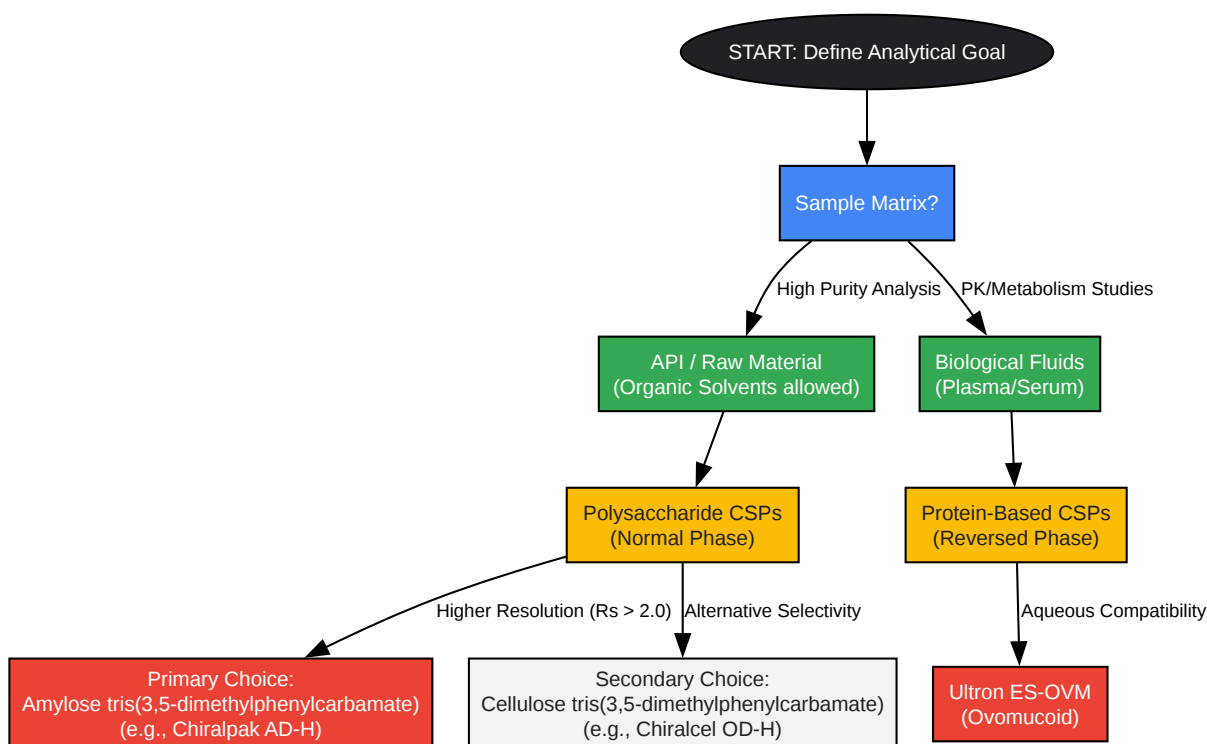 START: Define Analytical Goal
Sample Matrix?
High Purity Analysis
PK/Metabolism Studies
API / Raw Material
(Organic Solvents allowed)
Biological Fluids
(Plasma/Serum)
Polysaccharide CSPs
(Normal Phase)
Protein-Based CSPs
(Reversed Phase)
Higher Resolution (Rs > 2.0)
Alternative Selectivity
Aqueous Compatibility
Primary Choice:
Amylose tris(3,5-dimethylphenylcarbamate)
(e.g., Chiralpak AD-H)
Secondary Choice:
Cellulose tris(3,5-dimethylphenylcarbamate)
(e.g., Chiralcel OD-H)
Ultron ES-OVM
(Ovomucoid)